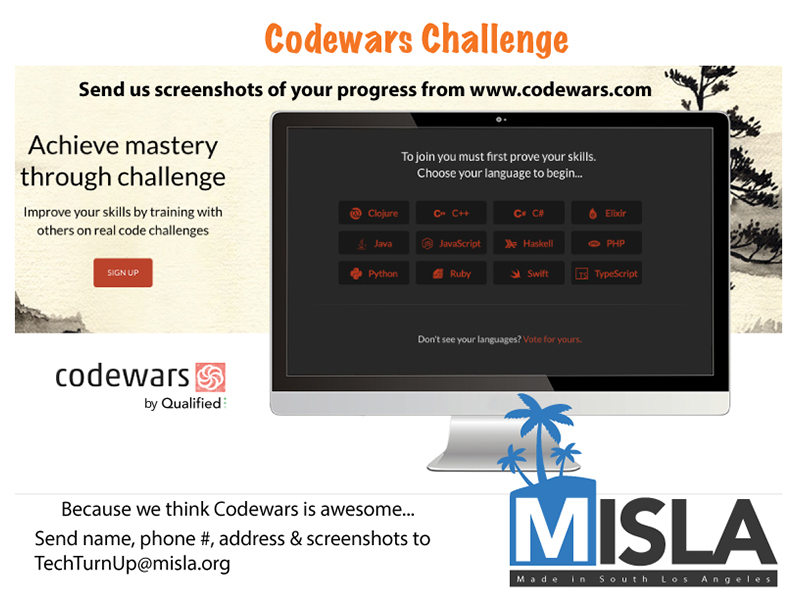 Codewars Challenge
Send us screenshots of your progress from www.codewars.com
Achieve mastery
through challenge
Improve your skills by training with
others on real code challenges
SIGN UP
To join you must first prove your skills.
Choose your language to begin...
Clojure
C++ C++
C# C#
Elixir
Java
JS JavaScript
Haskell
php PHP
Python
Ruby
Swift
TS TypeScript
Don't see your languages? Vote for yours.
codewars
by Qualified
Because we think Codewars is awesome...
Send name, phone #, address & screenshots to
TechTurnUp@misla.org
MISLA
Made in South Los Angeles